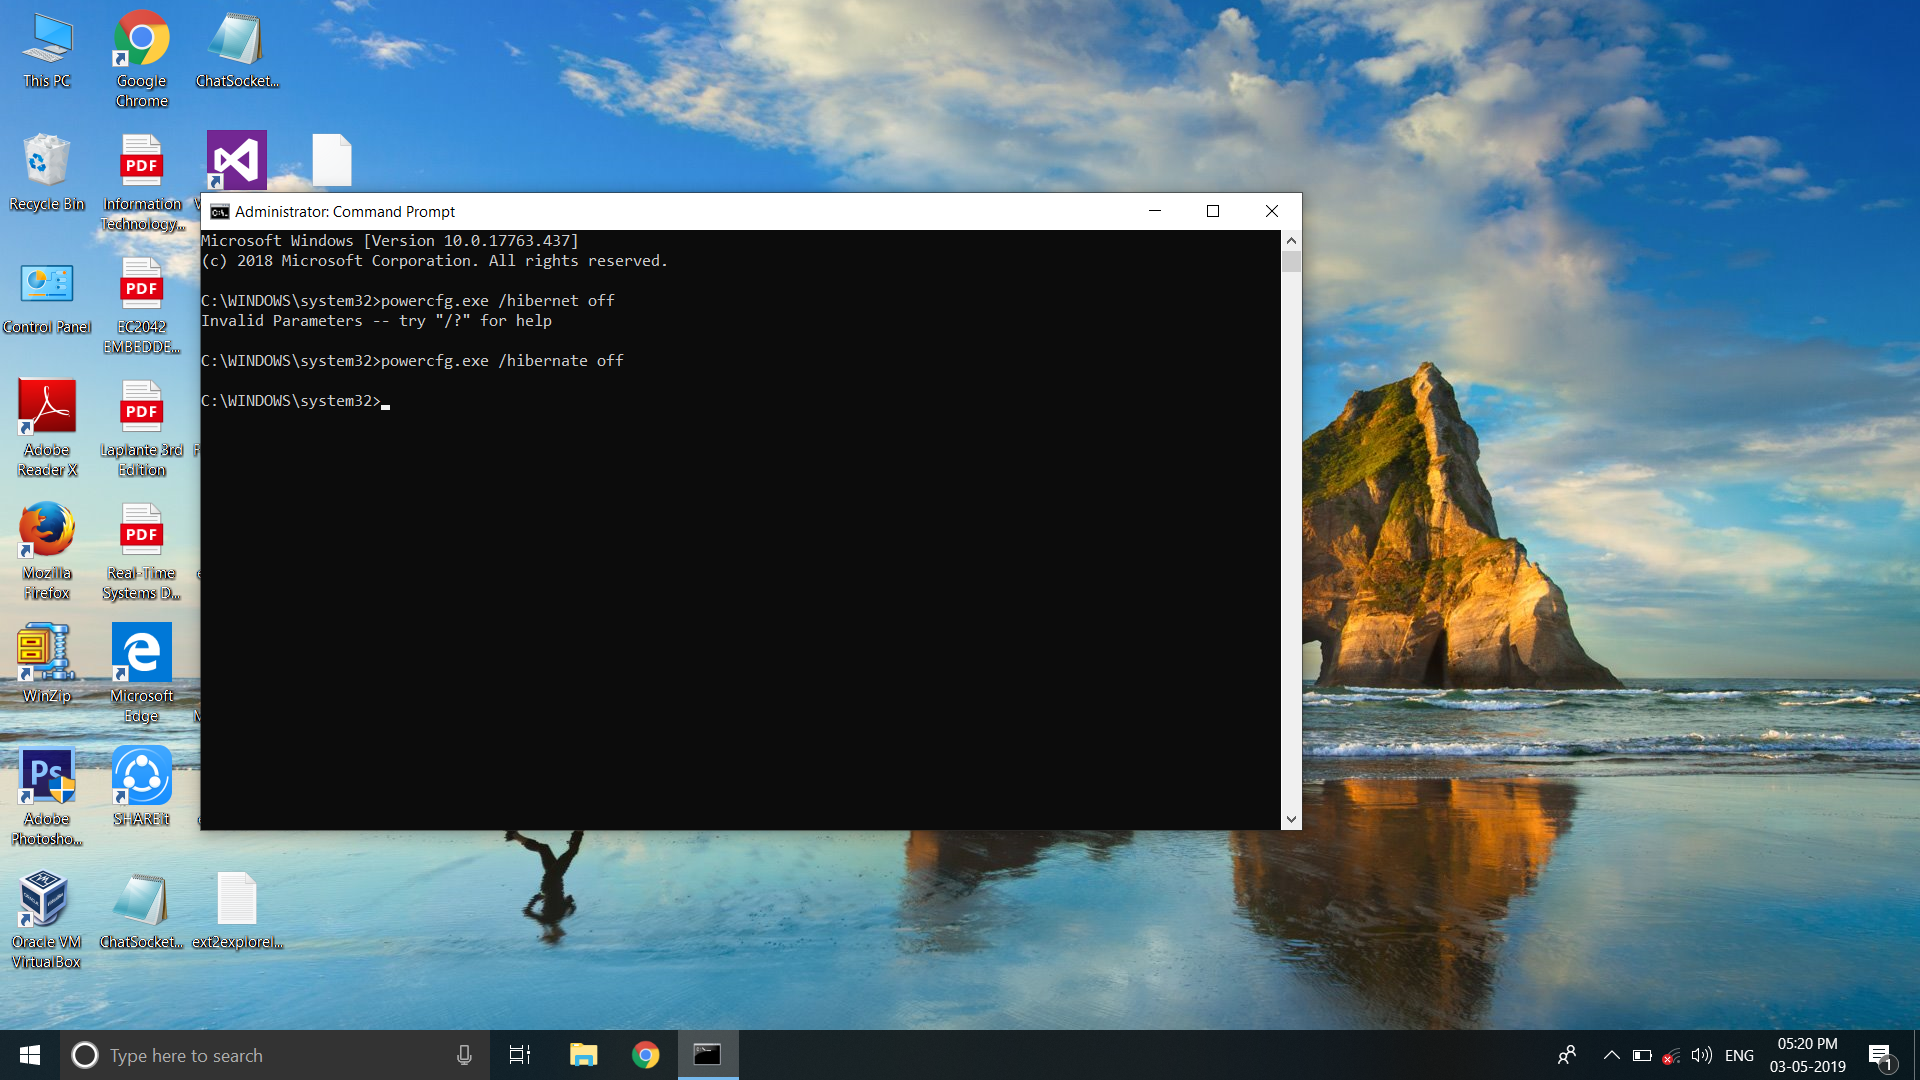 This PC
Google
Chrome
ChatSocket...
Recycle Bin
PDF
Information
Technology...
Administrator: Command Prompt
Microsoft Windows [Version 10.0.17763.437]
(c) 2018 Microsoft Corporation. All rights reserved.
C:\WINDOWS\system32>powercfg.exe /hibernet off
Invalid Parameters -- try "/?" for help
C:\WINDOWS\system32>powercfg.exe /hibernate off
C:\WINDOWS\system32>
Control Panel
PDF
EC2042
EMBEDDE...
Adobe
Reader X
PDF
Laplante 3rd
Edition
Mozilla
Firefox
PDF
Real-Time
Systems D...
WinZip
Microsoft
Edge
Ps
Adobe
Photosho...
SHAREit
Oracle VM
VirtualBox
ChatSocket...
ext2explore...
Type here to search
ENG
05:20 PM
03-05-2019
1